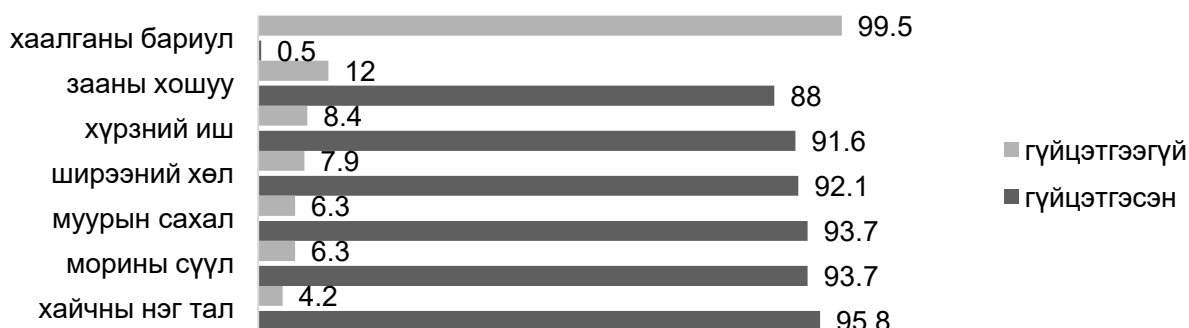 хаалганы бариул 99.5
0.5
зааны хошуу 12
88
хүрзний иш 8.4
91.6
ширээний хөл 7.9
92.1
муурын сахал 6.3
93.7
морины сүүл 6.3
93.7
хайчны нэг тал 4.2
95.8
гүйцэтгээгүй
гүйцэтгэсэн